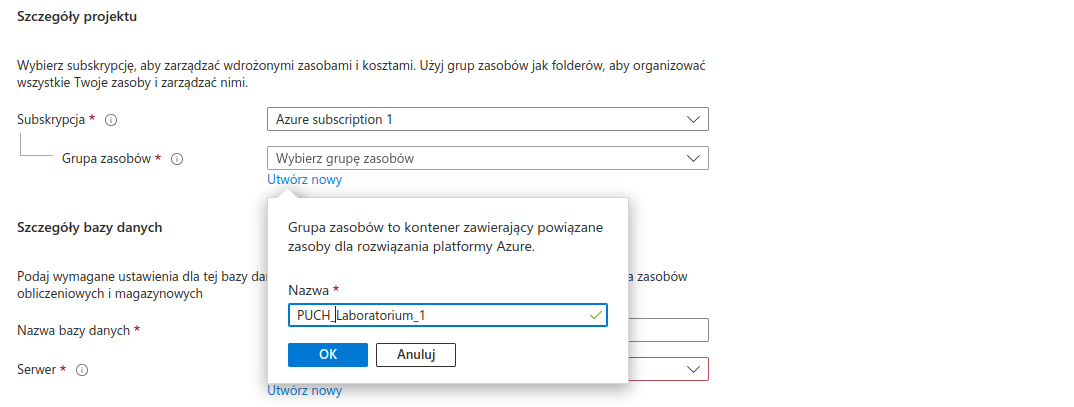 Szczegóły projektu
Wybierz subskrypcję, aby zarządzać wdrożonymi zasobami i kosztami. Użyj grup zasobów jak folderów, aby organizować
wszystkie Twoje zasoby i zarządzać nimi.
Subskrypcja *
Azure subscription 1
Grupa zasobów *
Wybierz grupę zasobów
Utwórz nowy
Grupa zasobów to kontener zawierający powiązane
zasoby dla rozwiązania platformy Azure.
Nazwa *
PUCH_Laboratorium_1
OK
Anuluj
Szczegóły bazy danych
Podaj wymagane ustawienia dla tej bazy zasobów
obliczeniowych i magazynowych
Nazwa bazy danych *
Serwer *
Utwórz nowy